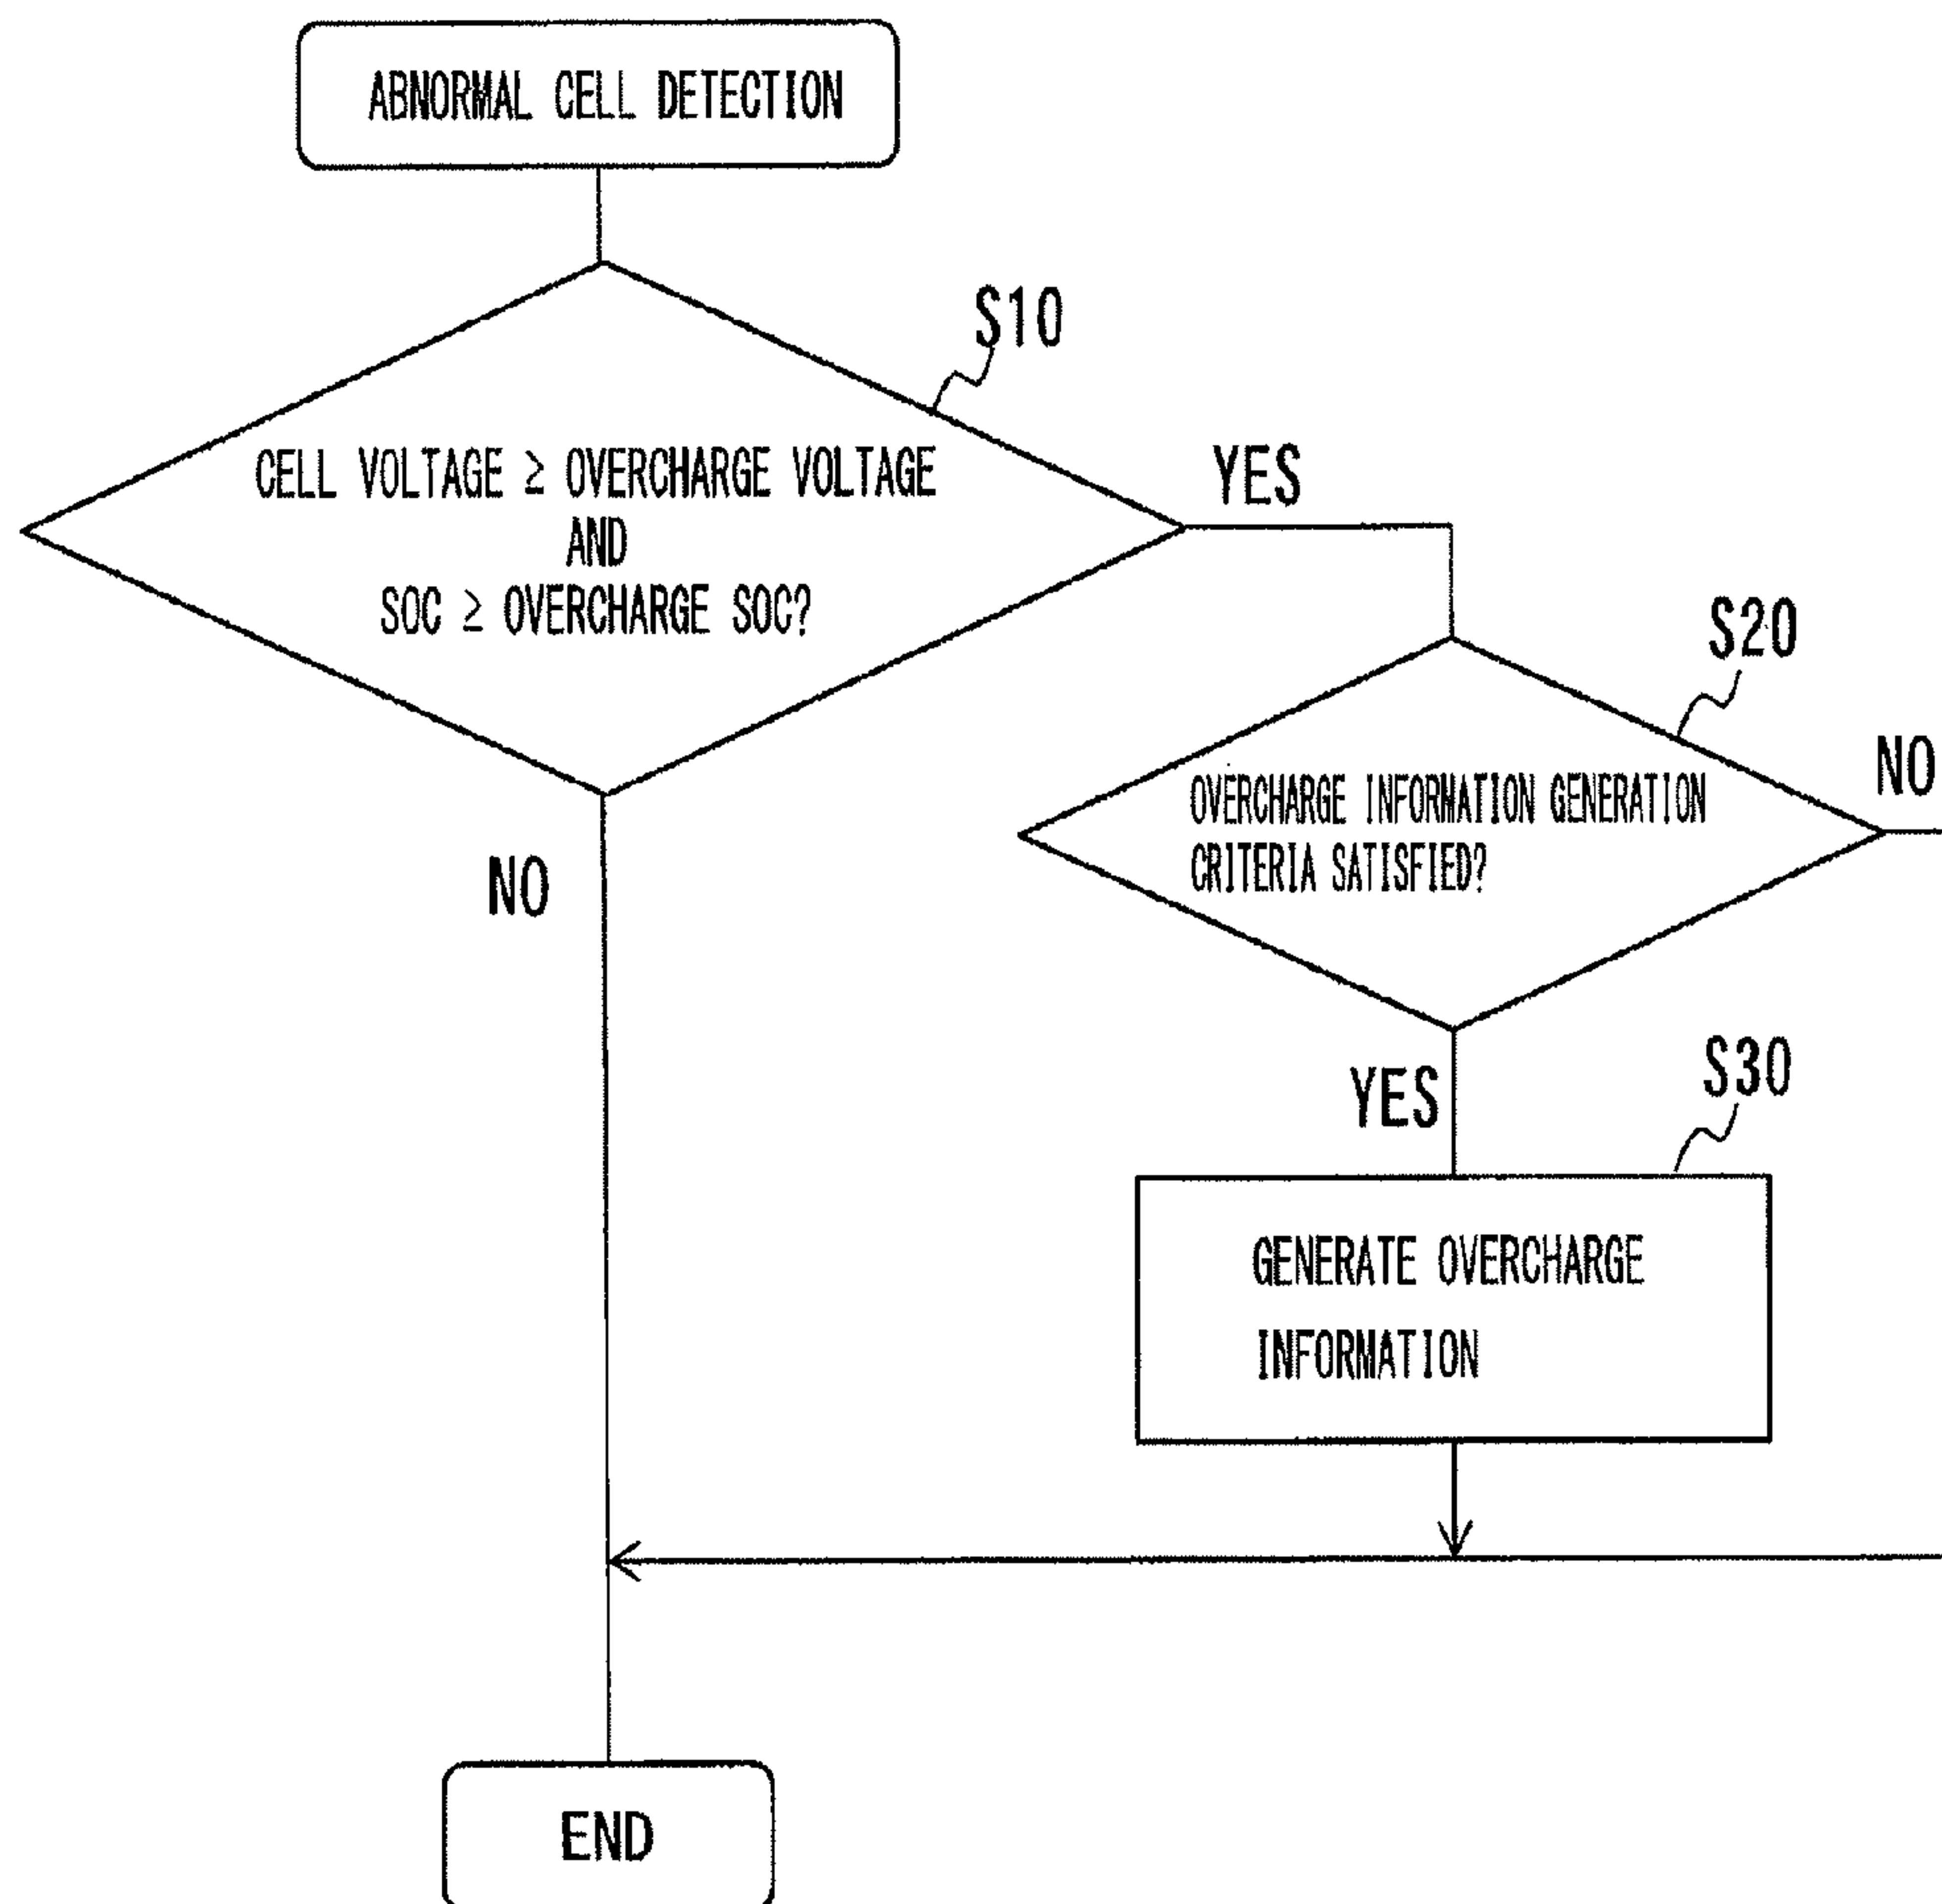 ABNORMAL CELL DETECTION
S10
CELL VOLTAGE ≥ OVERCHARGE VOLTAGE
AND
SOC ≥ OVERCHARGE SOC?
YES
NO
S20
OVERCHARGE INFORMATION GENERATION
CRITERIA SATISFIED?
NO
YES
S30
GENERATE OVERCHARGE
INFORMATION
END